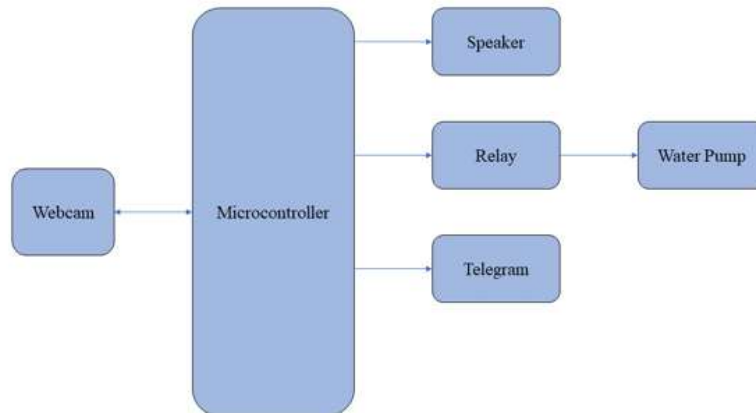 Speaker
Relay
Water Pump
Webcam
Microcontroller
Telegram